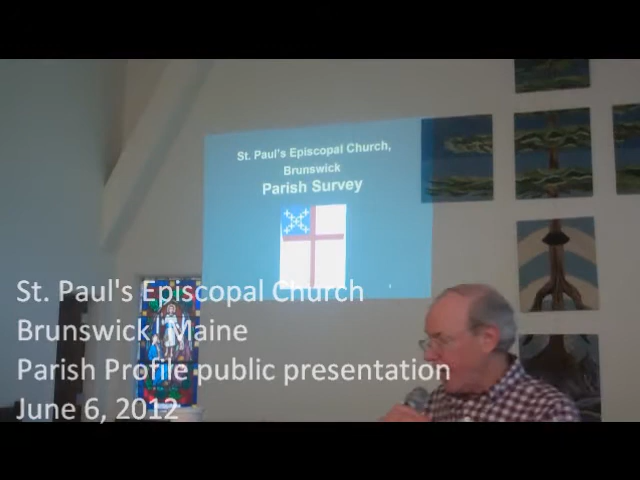 St. Paul's Episcopal Church,
Brunswick
Parish Survey
St. Paul's Episcopal Church
Brunswick, Maine
Parish Profile public presentation
June 6, 2012